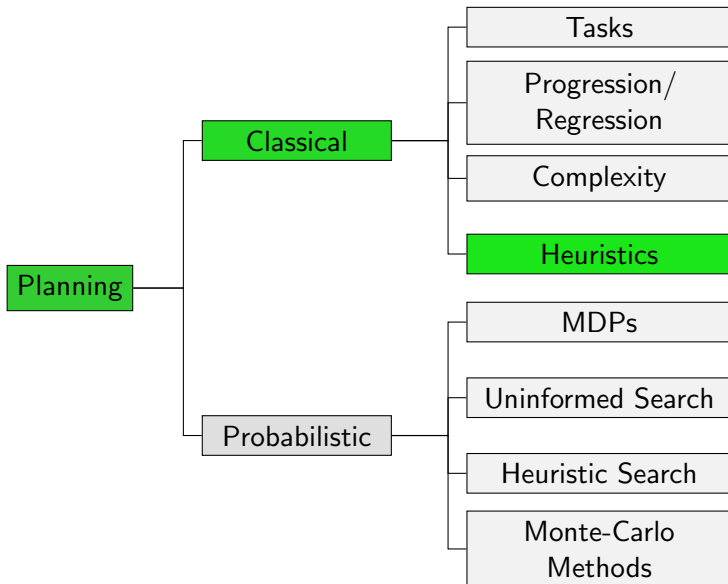 Planning
Classical
Tasks
Progression/
Regression
Complexity
Heuristics
Probabilistic
MDPs
Uninformed Search
Heuristic Search
Monte-Carlo
Methods